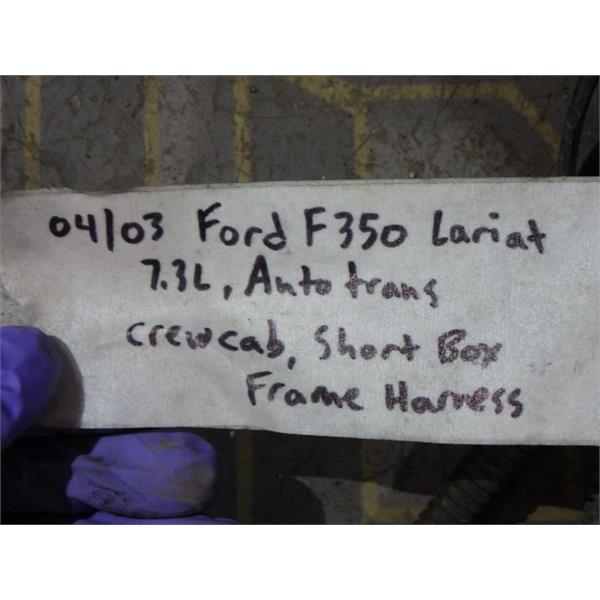 04/03 Ford F350 Lariat
7.3L, Auto trans
crewcab, Short Box
Frame Harness